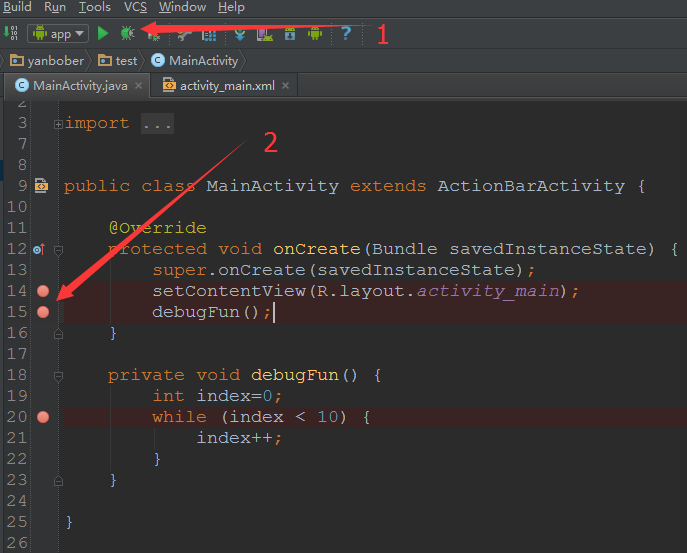 Build Run Tools VCS Window Help
app 1
yanbober test MainActivity
MainActivity.java × activity_main.xml ×
2
3 import ...
7
8 2
9 public class MainActivity extends ActionBarActivity {
10
11 @Override
12 protected void onCreate(Bundle savedInstanceState) {
13 super.onCreate(savedInstanceState);
14 setContentView(R.layout.activity_main);
15 debugFun();
16 }
17
18 private void debugFun() {
19 int index=0;
20 while (index < 10) {
21 index++;
22 }
23 }
24
25 }
26